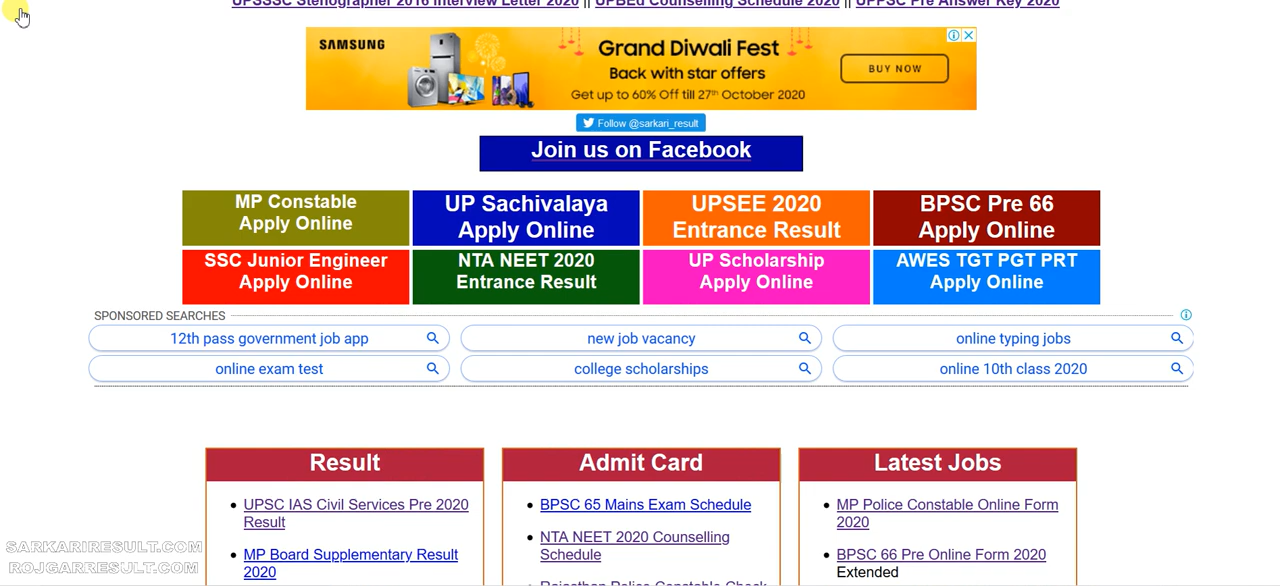 UPSSSC Stenographer 2016 Interview Letter 2020 || UPBEd Counselling Schedule 2020 || UPPSC Pre Answer Key 2020
SAMSUNG
Grand Diwali Fest
Back with star offers
Get up to 60% Off till 27th October 2020
BUY NOW
Follow @sarkari_result
Join us on Facebook
MP Constable
Apply Online
UP Sachivalaya
Apply Online
UPSEE 2020
Entrance Result
BPSC Pre 66
Apply Online
SSC Junior Engineer
Apply Online
NTA NEET 2020
Entrance Result
UP Scholarship
Apply Online
AWES TGT PGT PRT
Apply Online
SPONSORED SEARCHES
12th pass government job app
new job vacancy
online typing jobs
online exam test
college scholarships
online 10th class 2020
Result
UPSC IAS Civil Services Pre 2020
Result
MP Board Supplementary Result
2020
Admit Card
BPSC 65 Mains Exam Schedule
NTA NEET 2020 Counselling
Schedule
Rajasthan Police Constable Check
Latest Jobs
MP Police Constable Online Form
2020
BPSC 66 Pre Online Form 2020
Extended
SARKARIRESULT.COM
ROJGARRESULT.COM